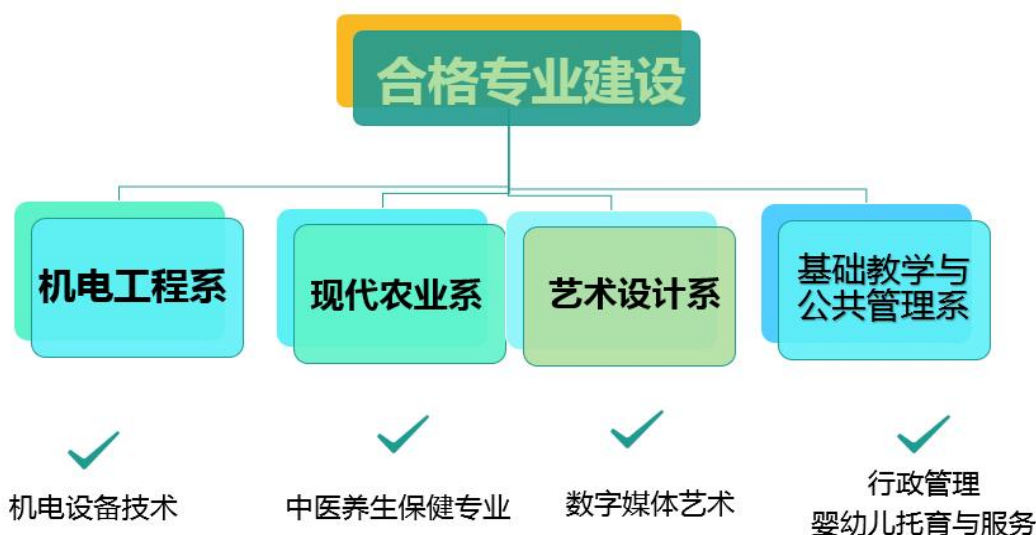 合格专业建设
机电工程系
现代农业系
艺术设计系
基础教学与
公共管理系
机电设备技术
中医养生保健专业
数字媒体艺术
行政管理
婴幼儿托育与服务